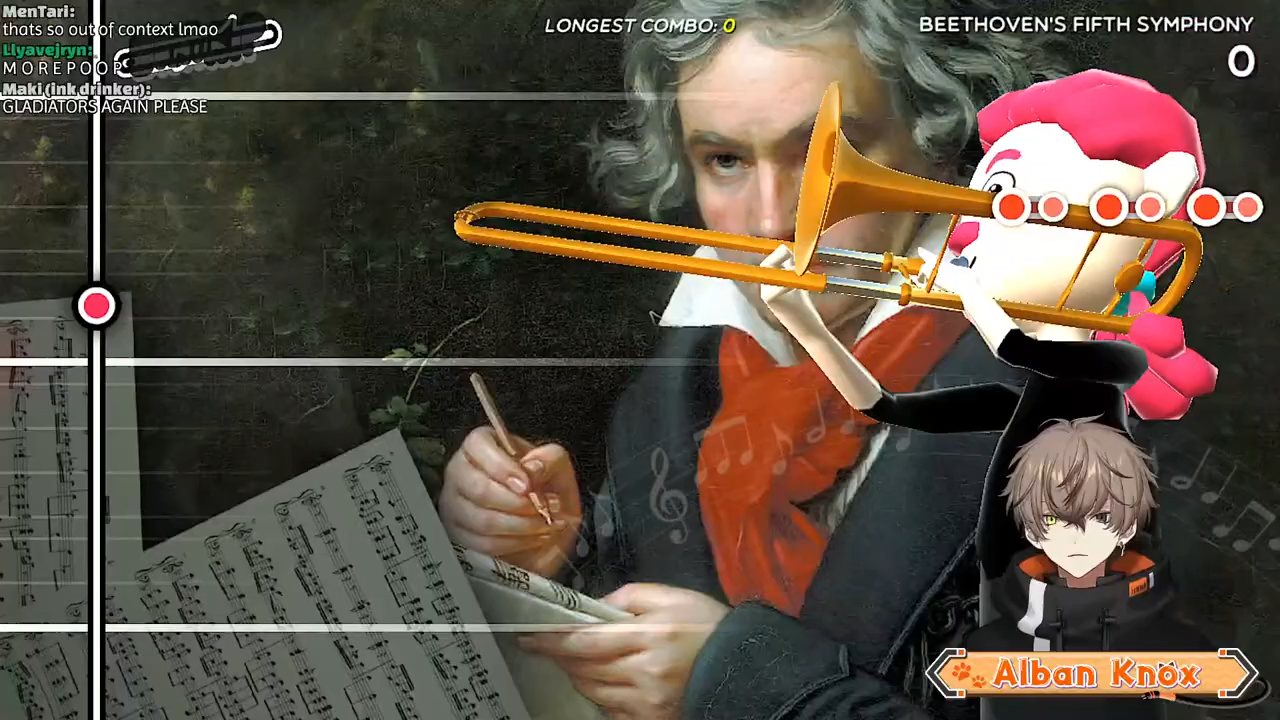 MenTari:
thats so out of context lmao
Llyavejryn:
M O R E P O O P
Maki (ink drinker):
GLADIATORS AGAIN PLEASE
LONGEST COMBO: 0
BEETHOVEN'S FIFTH SYMPHONY
0
Alban Knox